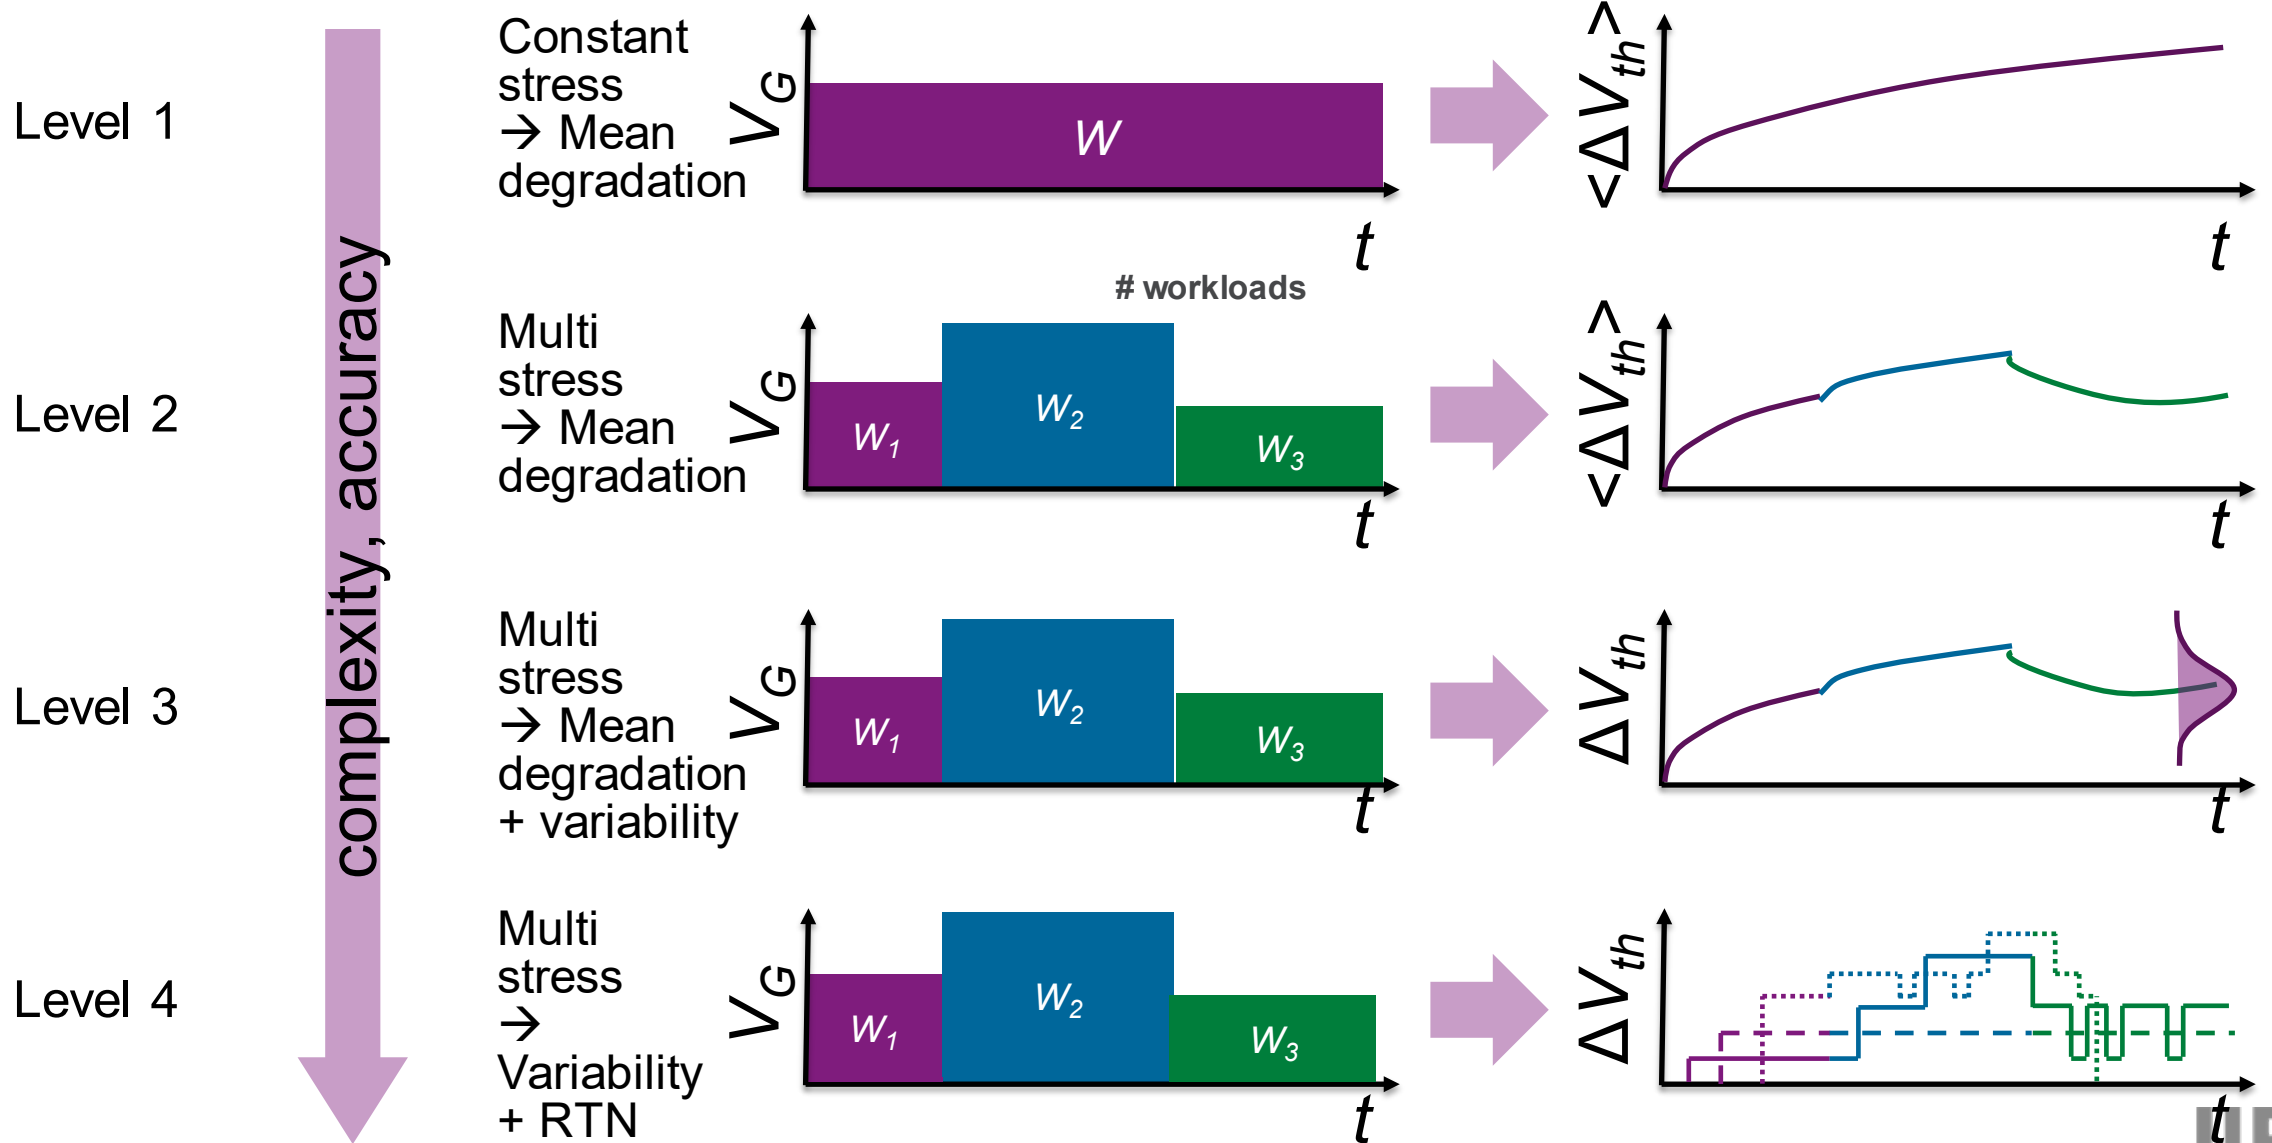 complexity, accuracy
Level 1
Constant
stress
→ Mean
degradation
V_G
W
t
<ΔV_th>
t
# workloads
Level 2
Multi
stress
→ Mean
degradation
V_G
W_1
W_2
W_3
t
<ΔV_th>
t
Level 3
Multi
stress
→ Mean
degradation
+ variability
V_G
W_1
W_2
W_3
t
ΔV_th
t
Level 4
Multi
stress
→
Variability
+ RTN
V_G
W_1
W_2
W_3
t
ΔV_th
t